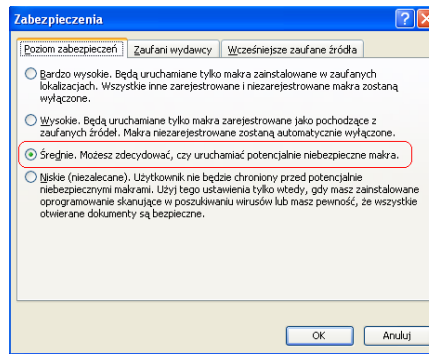 Zabezpieczenia
Poziom zabezpieczeń Zaufani wydawcy Wcześniejsze zaufane źródła
Bardzo wysokie. Będą uruchamiane tylko makra zainstalowane w zaufanych
lokalizacjach. Wszystkie inne zarejestrowane i niezarejestrowane makra zostaną
wyłączone.
Wysokie. Będą uruchamiane tylko makra zarejestrowane jako pochodzące z
zaufanych źródeł. Makra niezarejestrowane zostaną automatycznie wyłączone.
Średnie. Możesz zdecydować, czy uruchamiać potencjalnie niebezpieczne makra.
Niskie (niezalecane). Użytkownik nie będzie chroniony przed potencjalnie
niebezpiecznymi makrami. Użyj tego ustawienia tylko wtedy, gdy masz zainstalowane
oprogramowanie skanujące w poszukiwaniu wirusów lub masz pewność, że wszystkie
otwierane dokumenty są bezpieczne.
OK Anuluj